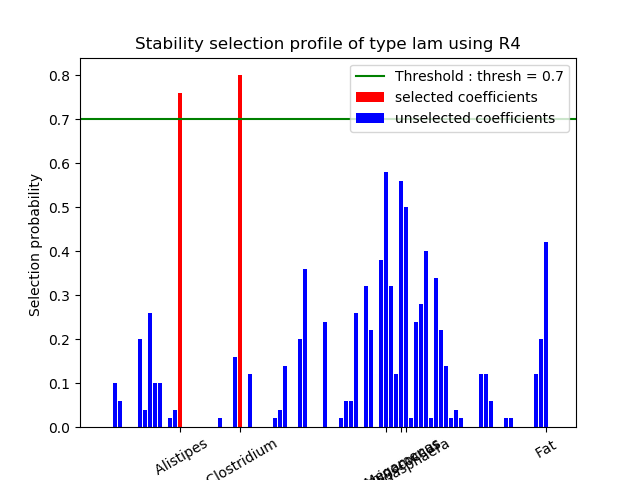 Stability selection profile of type lam using R4
Threshold : thresh = 0.7
selected coefficients
unselected coefficients
Selection probability
0.8
0.7
0.6
0.5
0.4
0.3
0.2
0.1
0.0
Alistipes
Clostridium
Fat